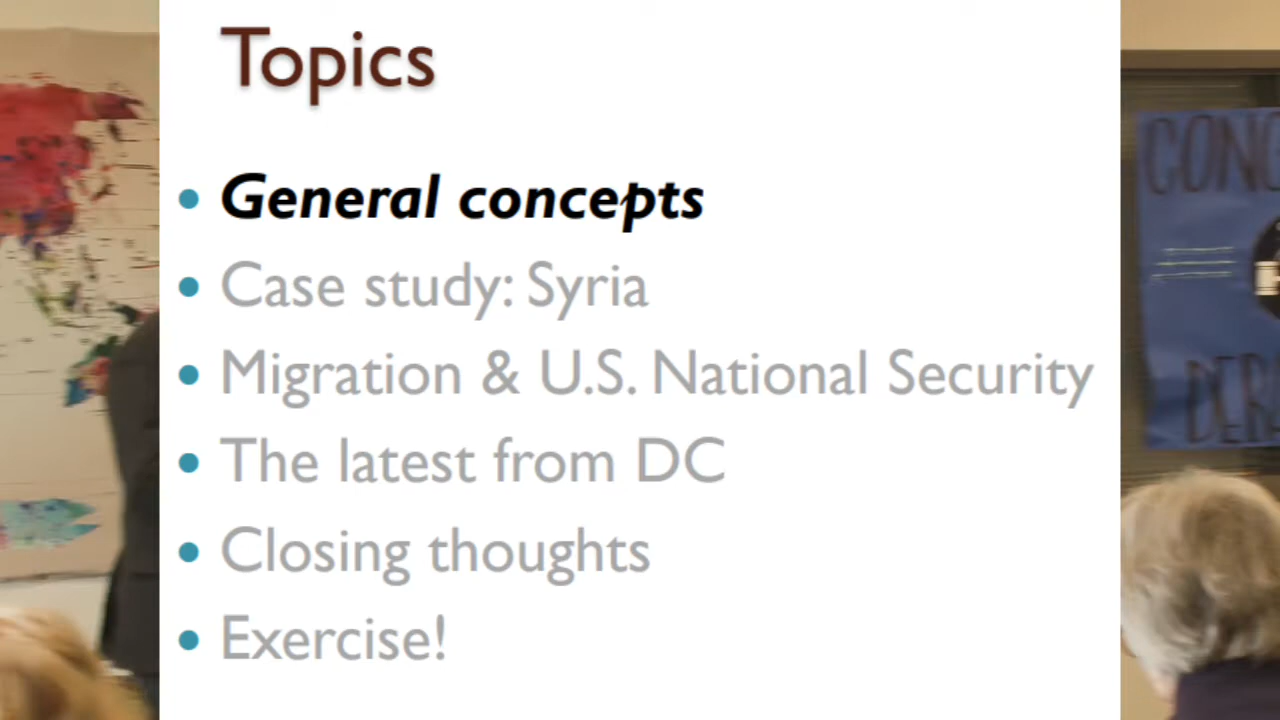 Topics
General concepts
Case study: Syria
Migration & U.S. National Security
The latest from DC
Closing thoughts
Exercise!